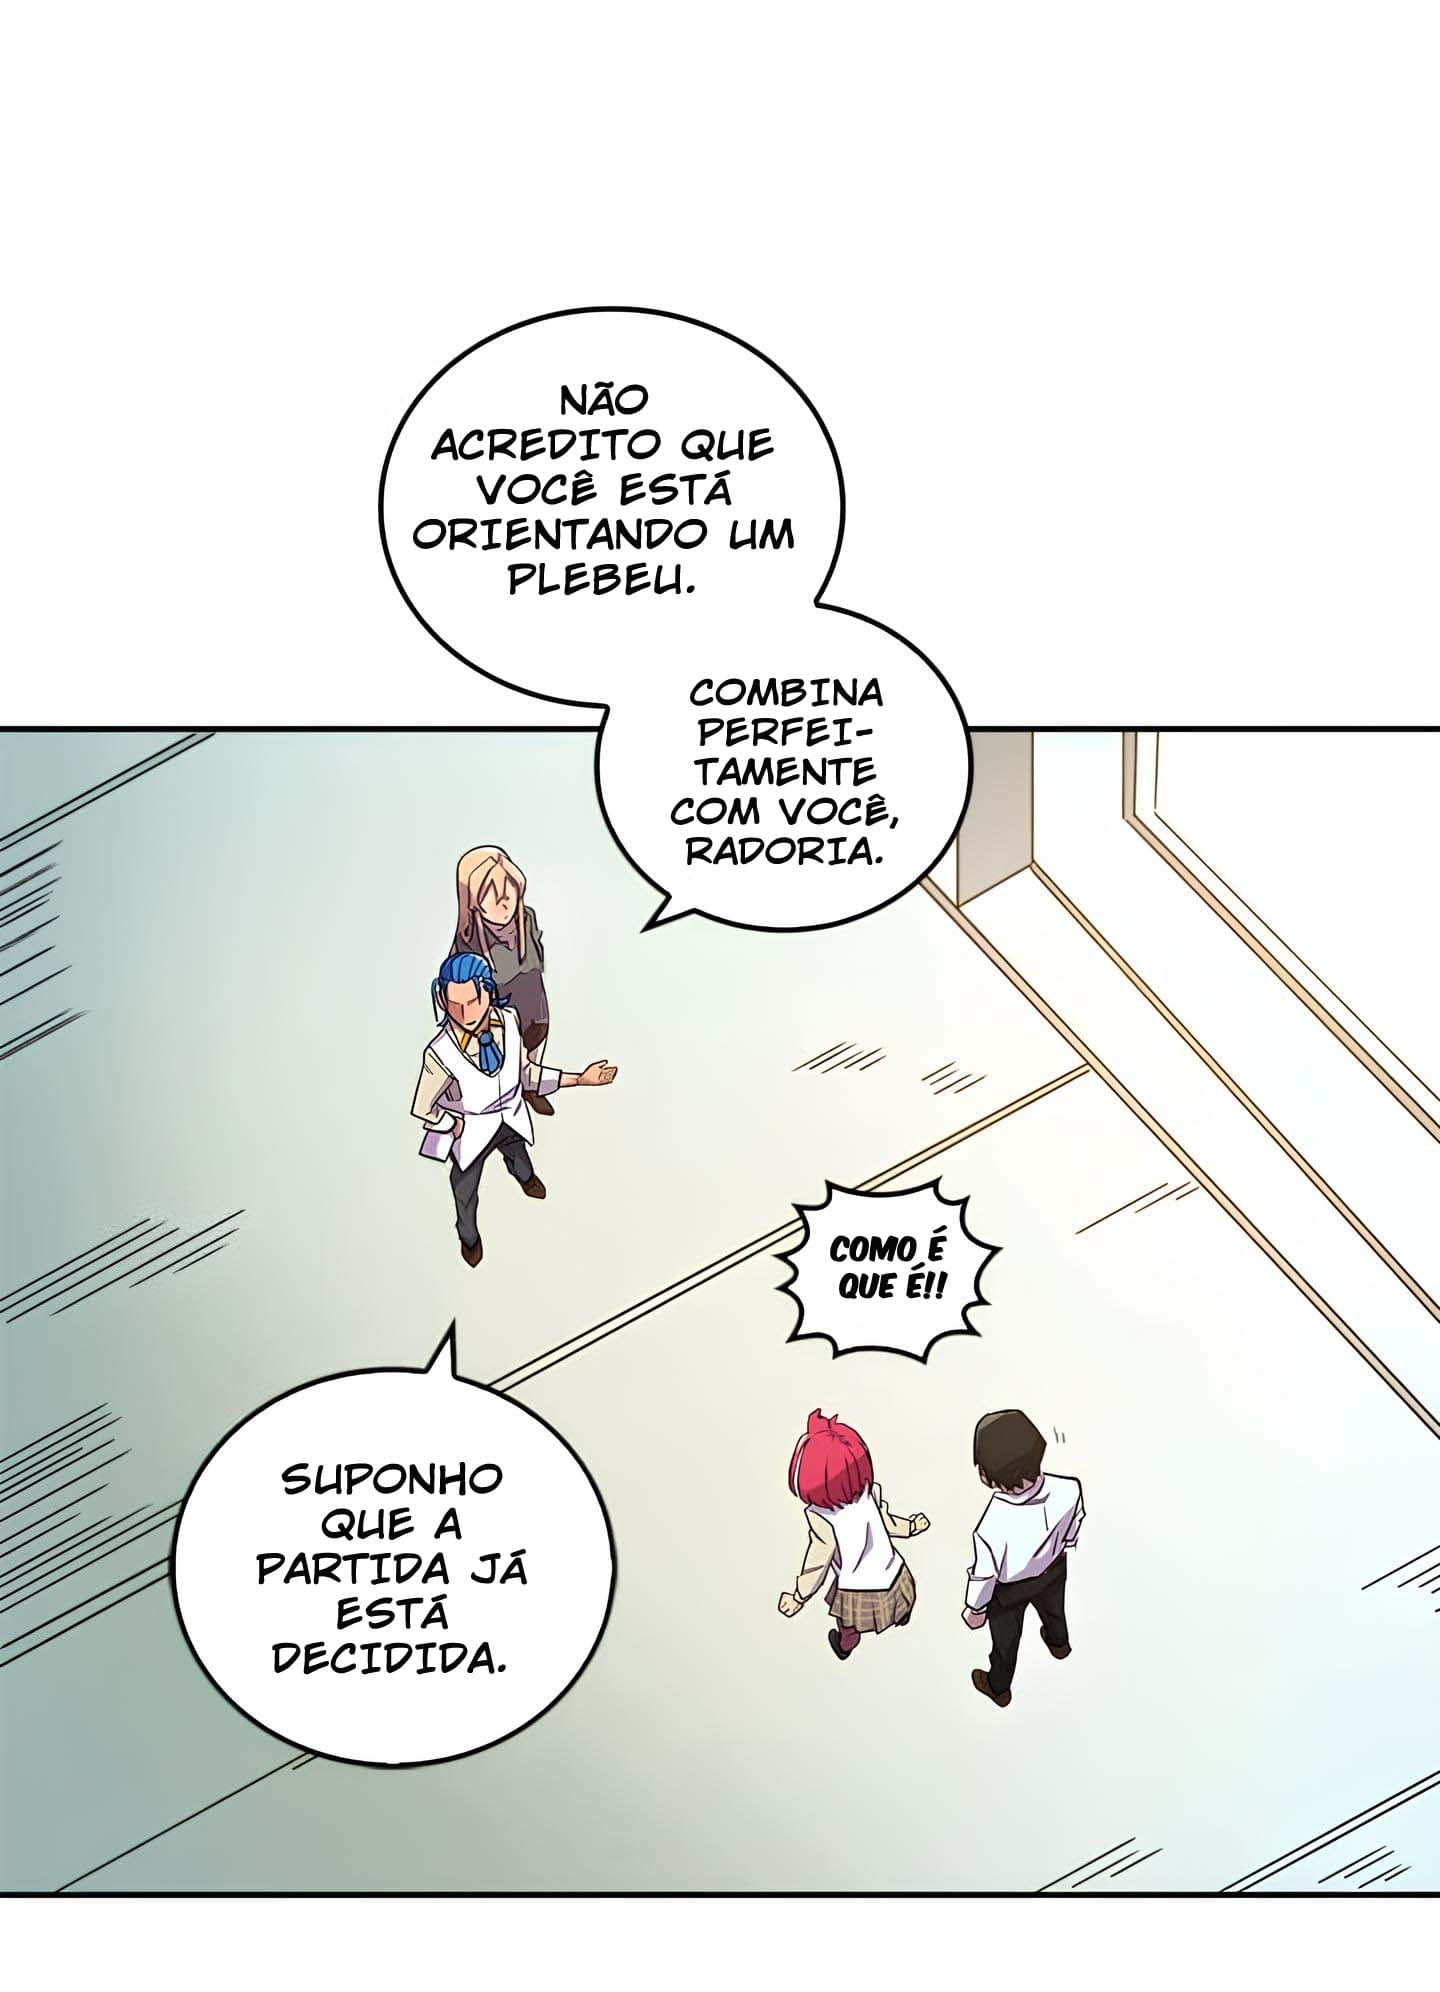 NÃO
ACREDITO QUE
VOCÊ ESTÁ
ORIENTANDO UM
PLEBEU.
COMBINA
PERFEI-
TAMENTE
COM VOCÊ,
RADORIA.
COMO É
QUE É!!
SUPONHO
QUE A
PARTIDA JÁ
ESTÁ
DECIDIDA.